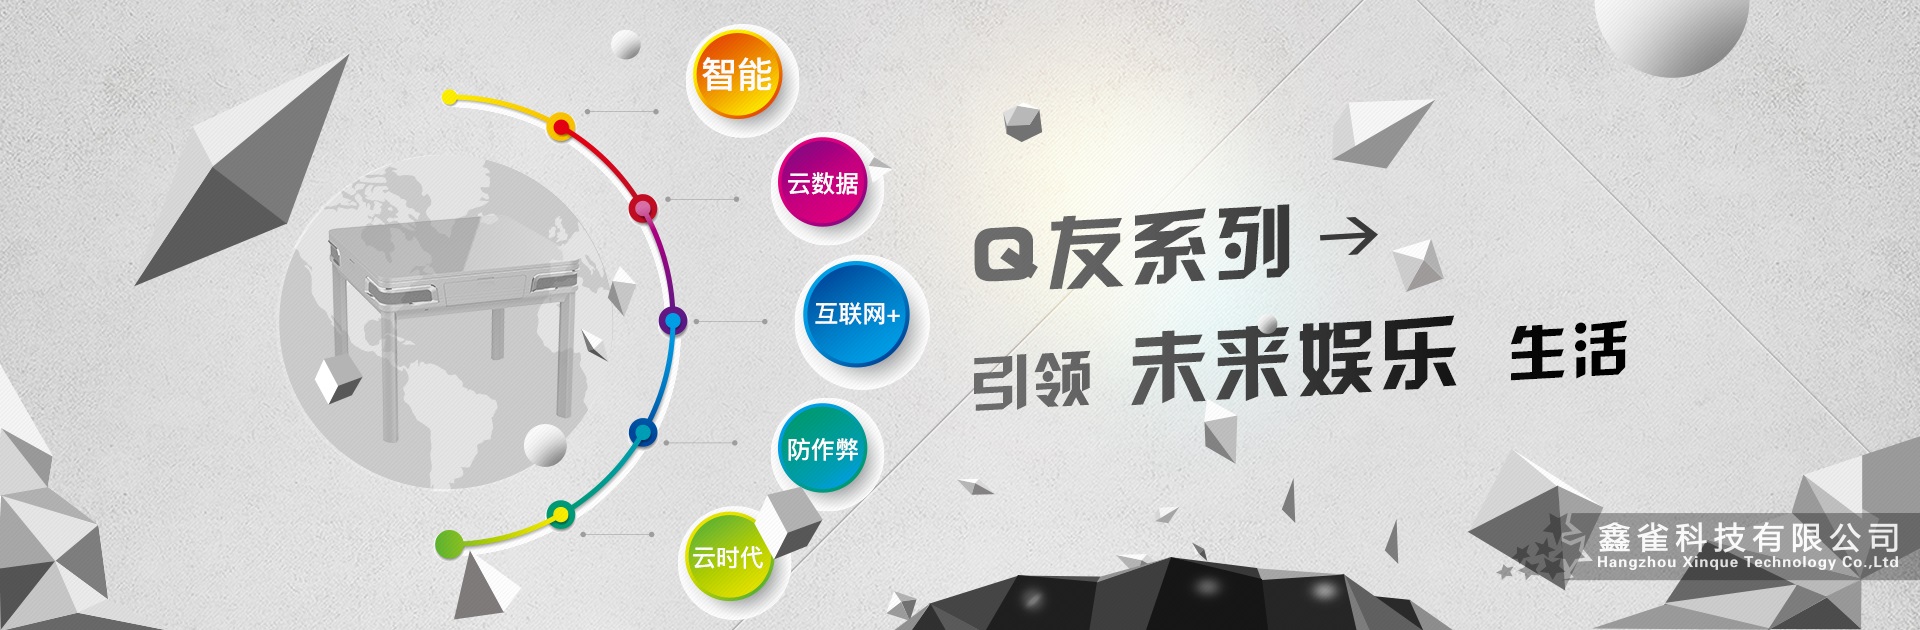 智能
云数据
互联网+
防作弊
云时代
Q友系列
引领 未来娱乐 生活
鑫雀科技有限公司
Hangzhou Xinque Technology Co.,Ltd